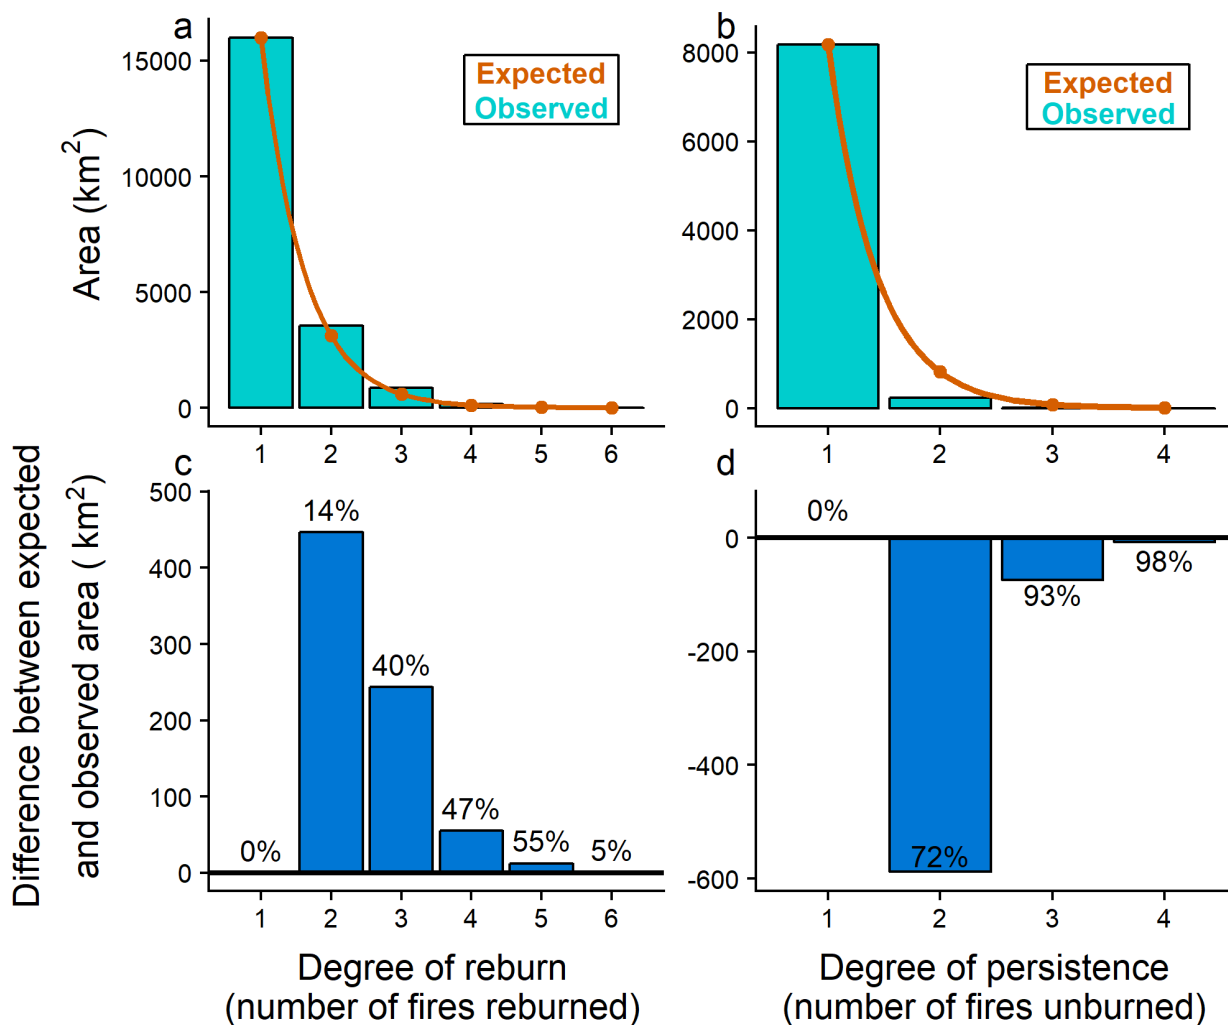 a
Expected
Observed
15000
10000
5000
0
Area (km²)
1 2 3 4 5 6
b
Expected
Observed
8000
6000
4000
2000
0
1 2 3 4
c
500
400
300
200
100
0
Difference between expected
and observed area ( km²)
0% 14% 40% 47% 55% 5%
1 2 3 4 5 6
Degree of reburn
(number of fires reburned)
d
0
-200
-400
-600
0% 72% 93% 98%
1 2 3 4
Degree of persistence
(number of fires unburned)